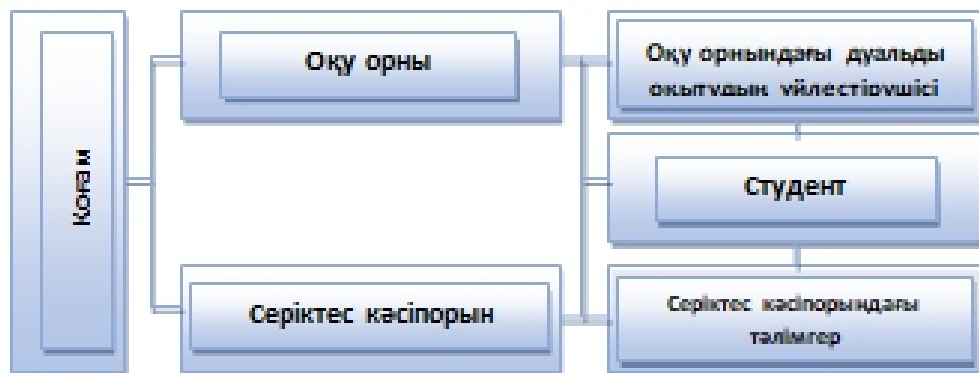 Қоғам
Оқу орны
Серіктес кәсіпорын
Оқу орнындағы дуальды
оқытудың үйлестірушісі
Студент
Серіктес кәсіпорындағы
тәлімгер